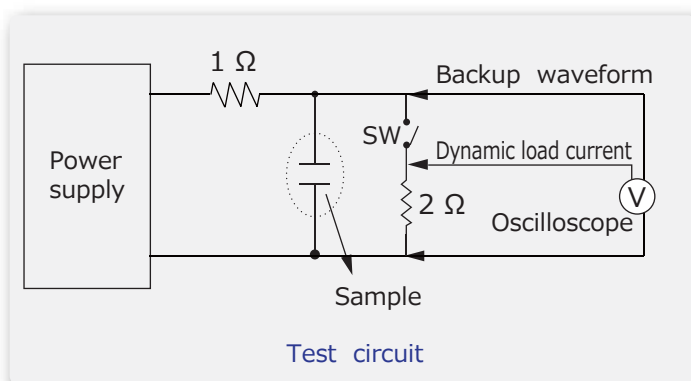 1 Ω
Backup waveform
SW
Dynamic load current
Power
supply
V
2 Ω
Oscilloscope
Sample
Test circuit